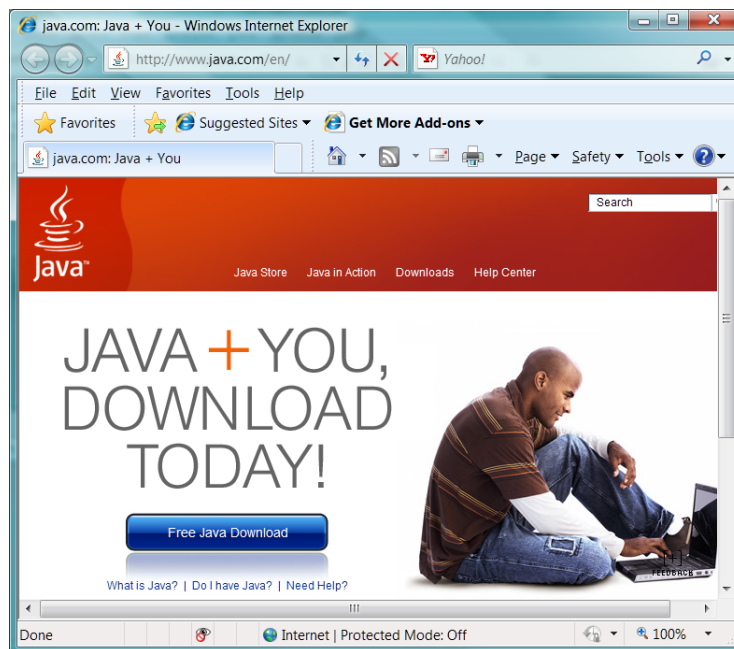 java.com: Java + You - Windows Internet Explorer
http://www.java.com/en/ Yahoo!
File Edit View Favorites Tools Help
Favorites Suggested Sites Get More Add-ons
java.com: Java + You Page Safety Tools
Search
Java™
Java Store Java in Action Downloads Help Center
JAVA + YOU,
DOWNLOAD
TODAY!
Free Java Download
What is Java? | Do I have Java? | Need Help?
[+]
FEEDBACK
Done Internet | Protected Mode: Off 100%